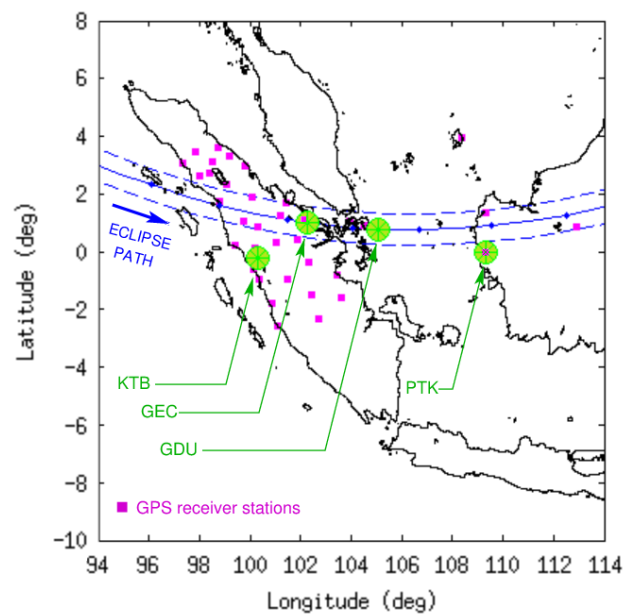 8
6
4
2
0
−2
−4
−6
−8
−10
Latitude (deg)
ECLIPSE
PATH
KTB
GEC
GDU
PTK
GPS receiver stations
94 96 98 100 102 104 106 108 110 112 114
Longitude (deg)